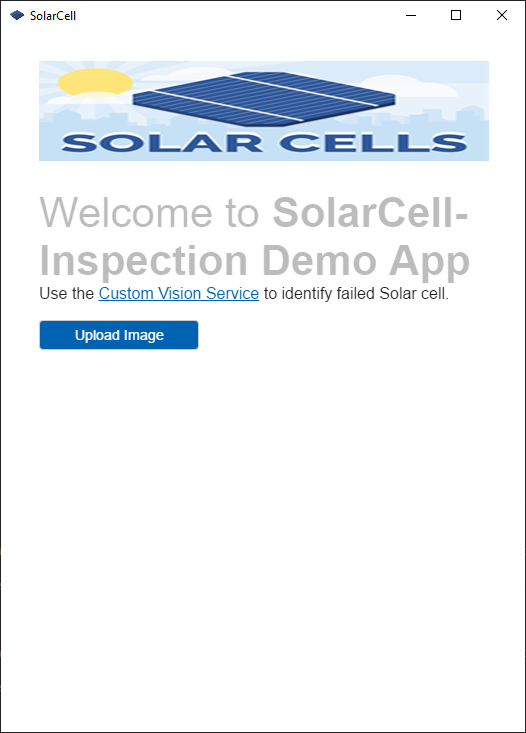 SolarCell
SOLAR CELLS
Welcome to SolarCell-
Inspection Demo App
Use the Custom Vision Service to identify failed Solar cell.
Upload Image